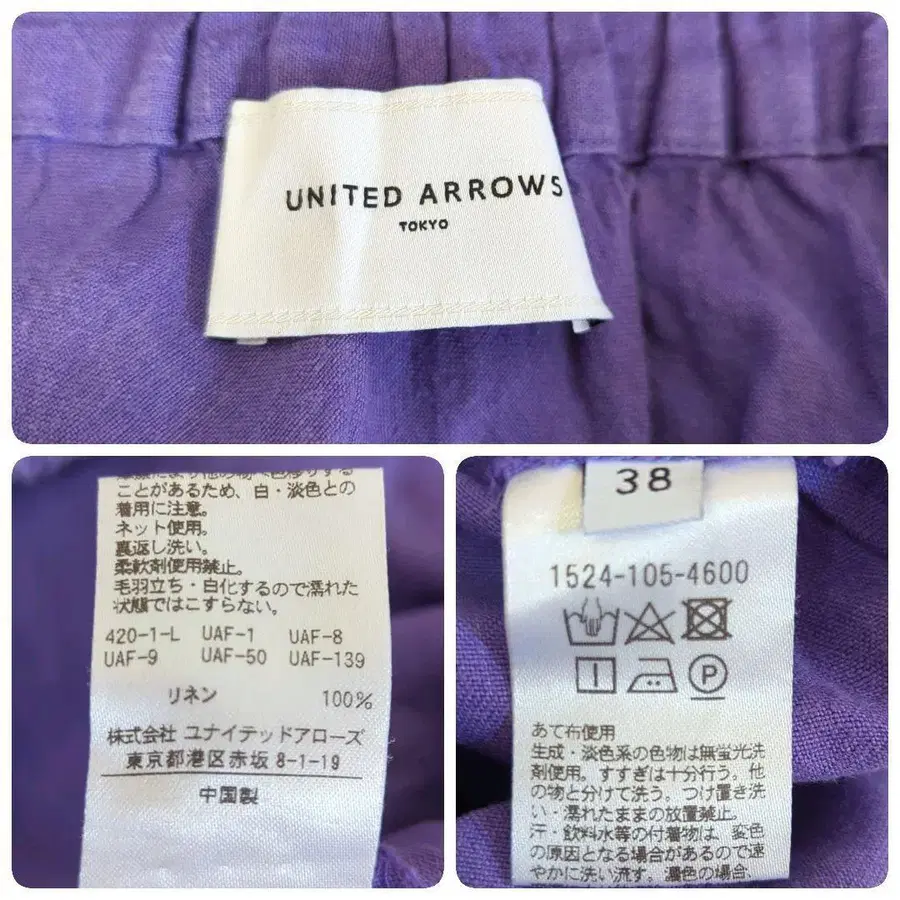 UNITED ARROWS
TOKYO
ことがあるため、白・淡色との
着用に注意。
ネット使用。
裏返し洗い。
柔軟剤使用禁止。
毛羽立ち・白化するので濡れた
状態ではこすらない。
420-1-L UAF-1 UAF-8
UAF-9 UAF-50 UAF-139
リネン 100%
株式会社 ユナイテッドアローズ
東京都港区赤坂 8-1-19
中国製
38
1524-105-4600
P
あて布使用
生成・淡色系の色物は無蛍光洗
剤使用。すすぎは十分行う。他
の物と分けて洗う。つけ置き洗
い・濡れたままの放置禁止。
汗・飲料水等の付着物は、変色
の原因となる場合があるので速
やかに洗い流す。濃色の場合、